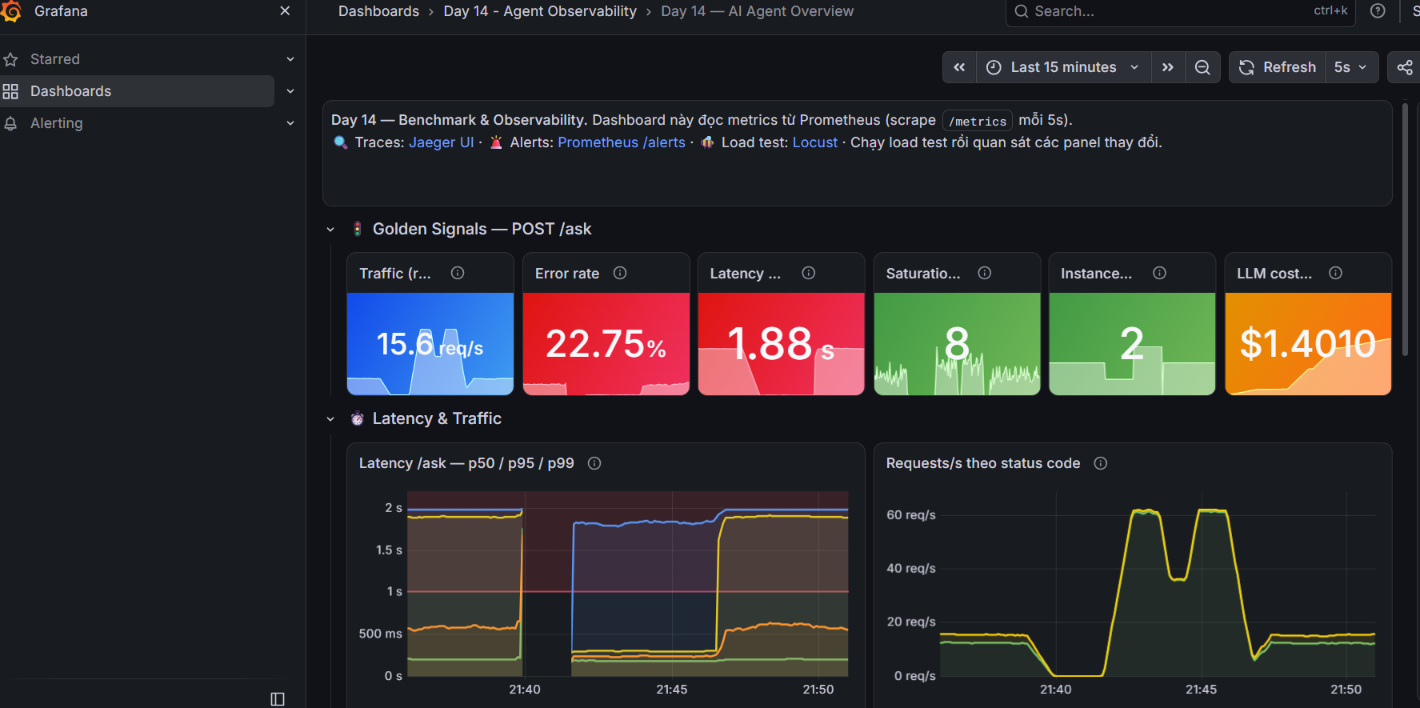 Grafana
Dashboards › Day 14 - Agent Observability › Day 14 — AI Agent Overview
Search... ctrl+k
Starred
Dashboards
Alerting
Last 15 minutes
Refresh 5s
Day 14 — Benchmark & Observability. Dashboard này đọc metrics từ Prometheus (scrape /metrics mỗi 5s).
Traces: Jaeger UI · Alerts: Prometheus /alerts · Load test: Locust · Chạy load test rồi quan sát các panel thay đổi.
Golden Signals — POST /ask
Traffic (r...
15.6 req/s
Error rate
22.75%
Latency ...
1.88 s
Saturatio...
8
Instance...
2
LLM cost...
$1.4010
Latency & Traffic
Latency /ask — p50 / p95 / p99
2 s
1.5 s
1 s
500 ms
0 s
21:40 21:45 21:50
Requests/s theo status code
60 req/s
40 req/s
20 req/s
0 req/s
21:40 21:45 21:50